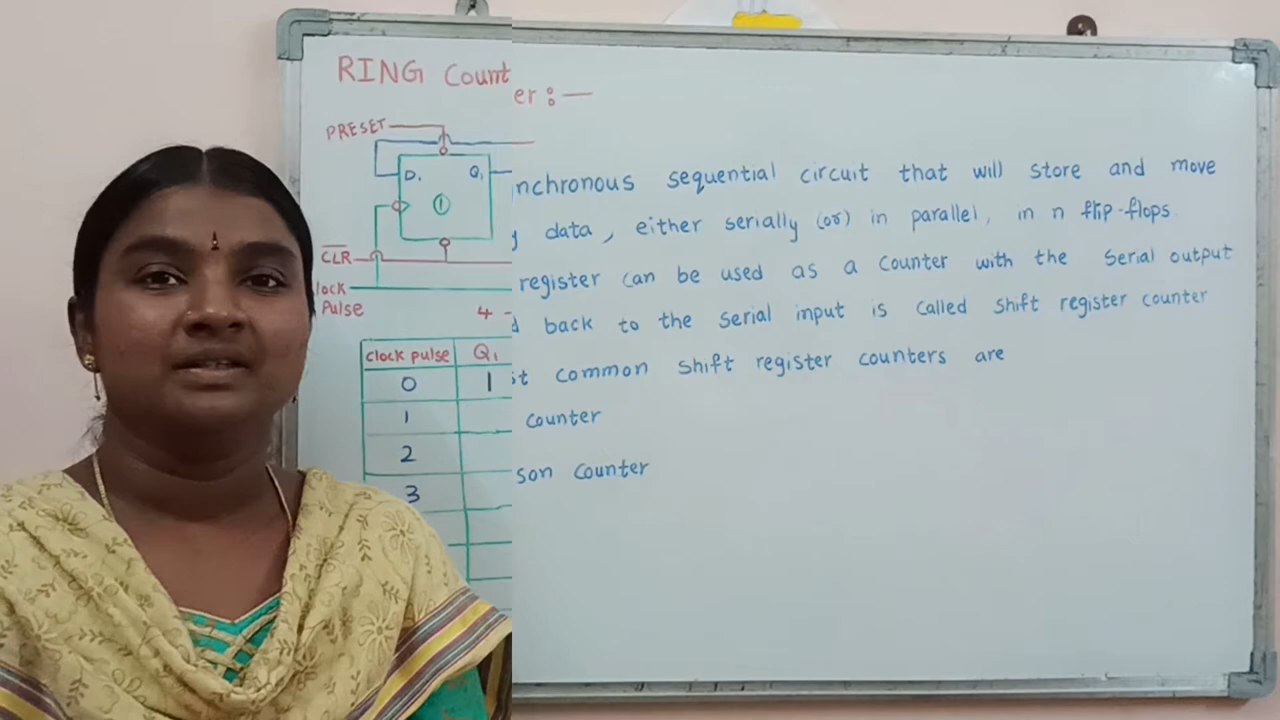 RING Count
er :—
PRESET
D1
Q1
1
CLR
lock
Pulse
4 -
clock pulse Q1
0 1
1
2
3
nchronous sequential circuit that will store and move
data, either serially (or) in parallel, in n flip-flops.
register can be used as a counter with the serial output
back to the serial input is called shift register counter
common shift register counters are
counter
son counter